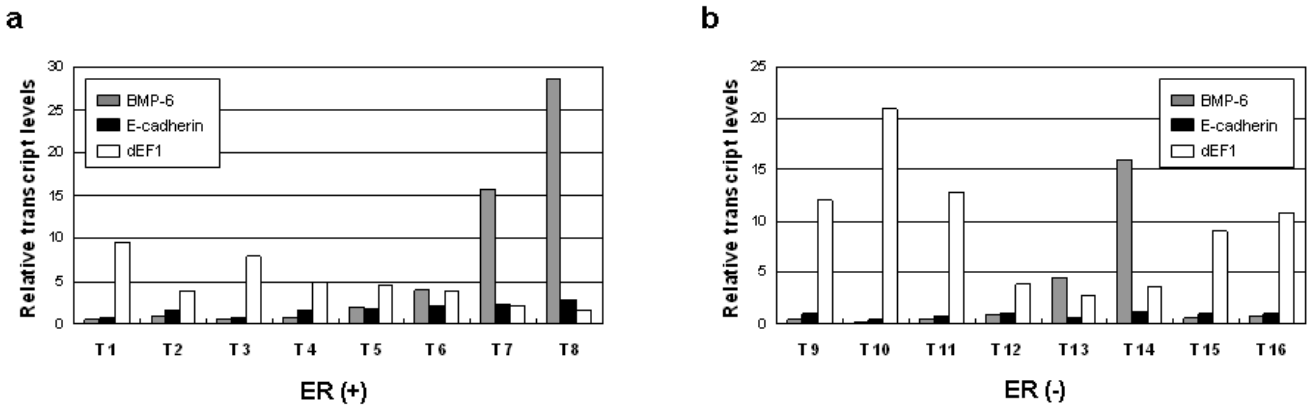 a
Relative transcript levels
30
25
20
15
10
5
0
BMP-6
E-cadherin
dEF1
T1 T2 T3 T4 T5 T6 T7 T8
ER (+)
b
Relative transcript levels
25
20
15
10
5
0
BMP-6
E-cadherin
dEF1
T9 T10 T11 T12 T13 T14 T15 T16
ER (-)